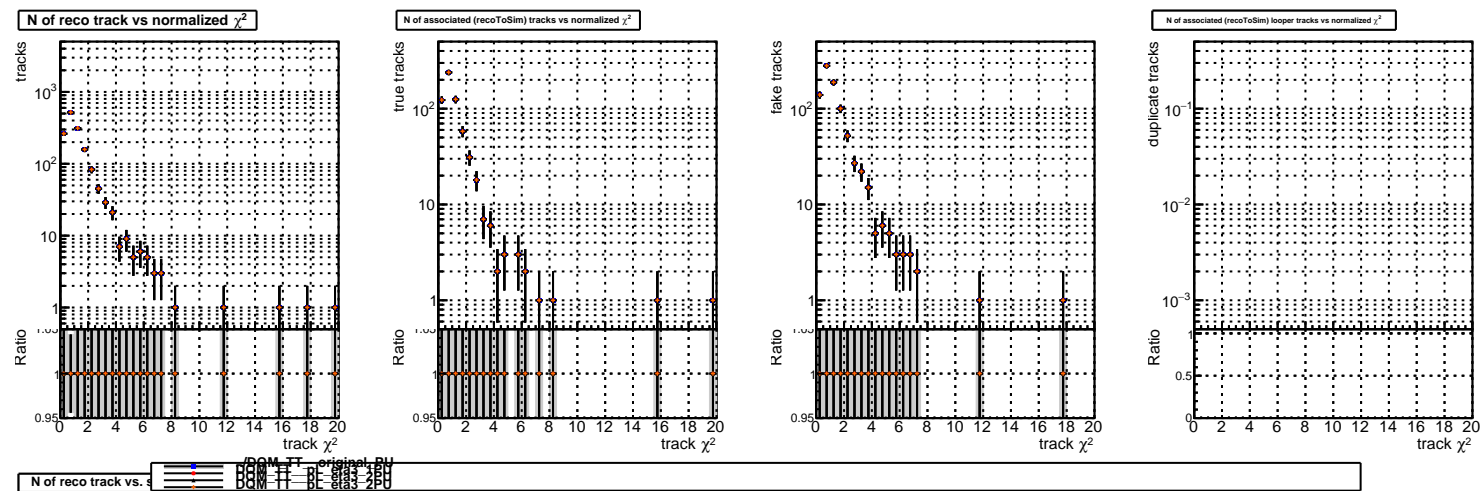 N of reco track vs normalized χ²
tracks
10³
10²
10
1
Ratio
1
0.95
0 2 4 6 8 10 12 14 16 18 20
track χ²
N of associated (recoToSim) tracks vs normalized χ²
true tracks
10²
10
1
Ratio
1
0.95
0 2 4 6 8 10 12 14 16 18 20
track χ²
fake tracks
10²
10
1
Ratio
1
0.95
0 2 4 6 8 10 12 14 16 18 20
track χ²
N of associated (recoToSim) looper tracks vs normalized χ²
duplicate tracks
10⁻¹
10⁻²
10⁻³
Ratio
1
0.5
0
0 2 4 6 8 10 12 14 16 18 20
track χ²
N of reco track vs.
DQM_TT
DQM_TT__pL_eta3_1PU
DQM_TT__pL_eta3_2PU
DQM_TT__pL_eta3_2PU